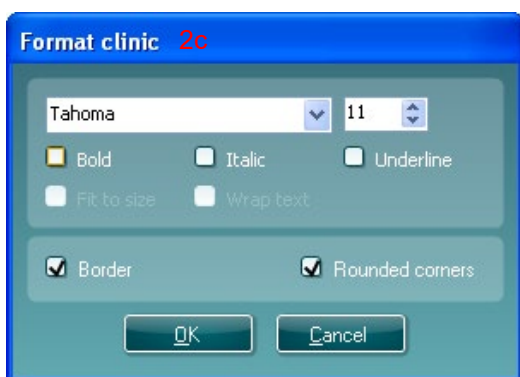 Format clinic 2c
Tahoma 11
Bold Italic Underline
Fit to size Wrap text
Border Rounded corners
OK Cancel